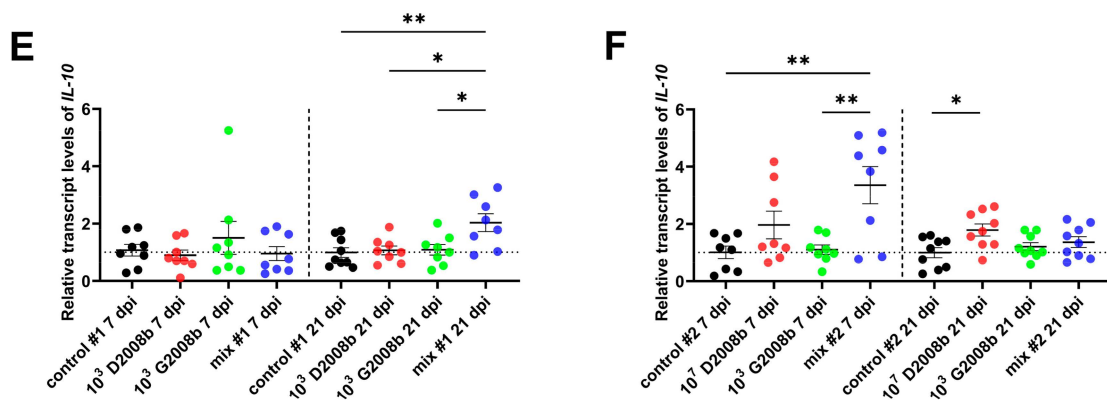 E
**
*
*
Relative transcript levels of IL-10
6
4
2
0
control #1 7 dpi
10³ D2008b 7 dpi
10³ G2008b 7 dpi
mix #1 7 dpi
control #1 21 dpi
10³ D2008b 21 dpi
10³ G2008b 21 dpi
mix #1 21 dpi
F
**
**
*
Relative transcript levels of IL-10
6
4
2
0
control #2 7 dpi
10⁷ D2008b 7 dpi
10³ G2008b 7 dpi
mix #2 7 dpi
control #2 21 dpi
10⁷ D2008b 21 dpi
10³ G2008b 21 dpi
mix #2 21 dpi